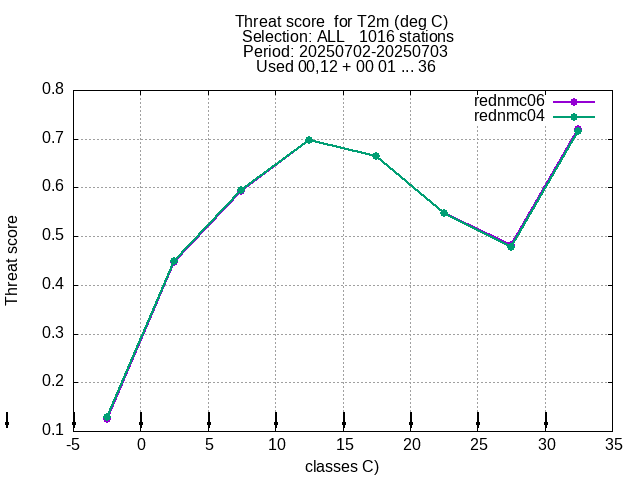 Threat score  for T2m (deg C)
Selection: ALL   1016 stations
Period: 20250702-20250703
Used 00,12 + 00 01 ... 36
rednmc06
rednmc04
0.8
0.7
0.6
0.5
0.4
0.3
0.2
0.1
Threat score
-5 0 5 10 15 20 25 30 35
classes C)